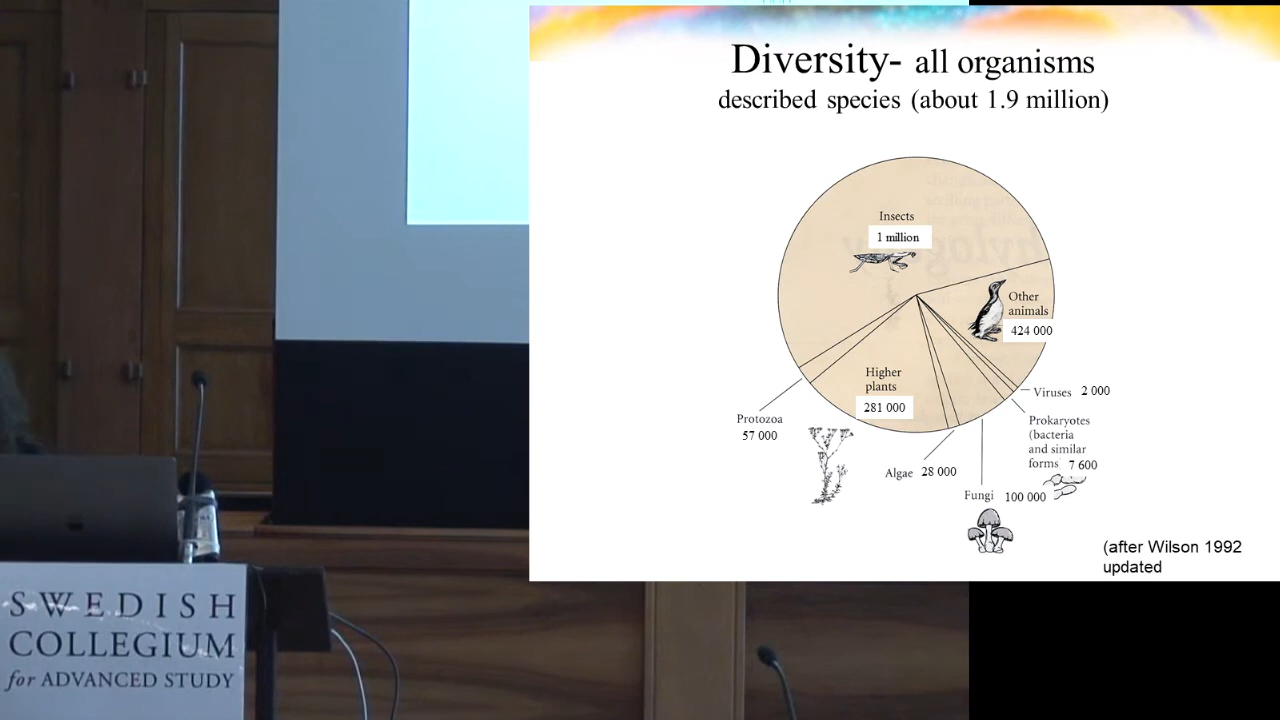 Diversity- all organisms
described species (about 1.9 million)
Insects
1 million
Other
animals
424 000
Higher
plants
281 000
Viruses 2 000
Protozoa
57 000
Prokaryotes
(bacteria
and similar
forms 7 600
Algae 28 000
Fungi 100 000
(after Wilson 1992
updated
SWEDISH
COLLEGIUM
for ADVANCED STUDY